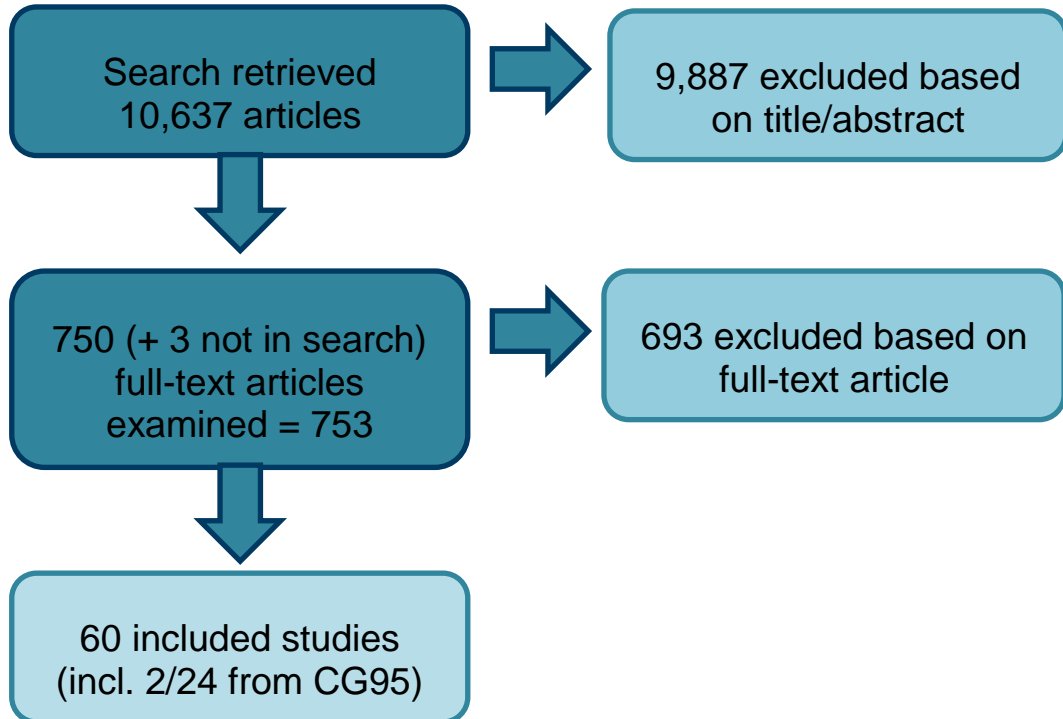 Search retrieved
10,637 articles
9,887 excluded based
on title/abstract
750 (+ 3 not in search)
full-text articles
examined = 753
693 excluded based on
full-text article
60 included studies
(incl. 2/24 from CG95)